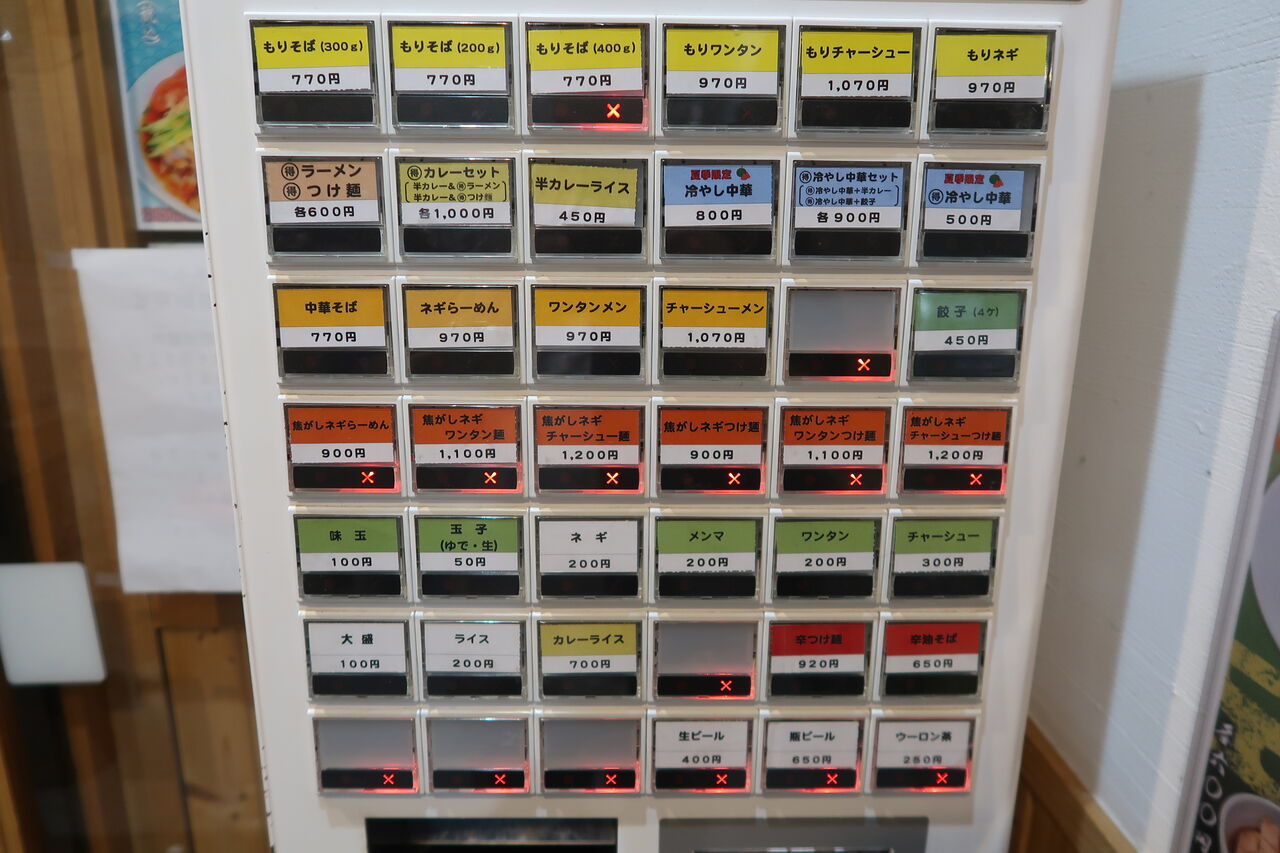 もりそば(300g)
770円
もりそば(200g)
770円
もりそば(400g)
770円
もりワンタン
970円
もりチャーシュー
1,070円
もりネギ
970円
得ラーメン
得つけ麺
各600円
得カレーセット
半カレー&得ラーメン
半カレー&得つけ麺
各1,000円
半カレーライス
450円
夏季限定
冷やし中華
800円
得冷やし中華セット
得冷やし中華+半カレー
得冷やし中華+餃子
各900円
夏季限定
得冷やし中華
500円
中華そば
770円
ネギらーめん
970円
ワンタンメン
970円
チャーシューメン
1,070円
餃子(4ケ)
450円
焦がしネギらーめん
900円
焦がしネギ
ワンタン麺
1,100円
焦がしネギ
チャーシュー麺
1,200円
焦がしネギつけ麺
900円
焦がしネギ
ワンタンつけ麺
1,100円
焦がしネギ
チャーシューつけ麺
1,200円
味玉
100円
玉子
(ゆで・生)
50円
ネギ
200円
メンマ
200円
ワンタン
200円
チャーシュー
300円
大盛
100円
ライス
200円
カレーライス
700円
辛つけ麺
920円
辛油そば
650円
生ビール
400円
瓶ビール
650円
ウーロン茶
250円